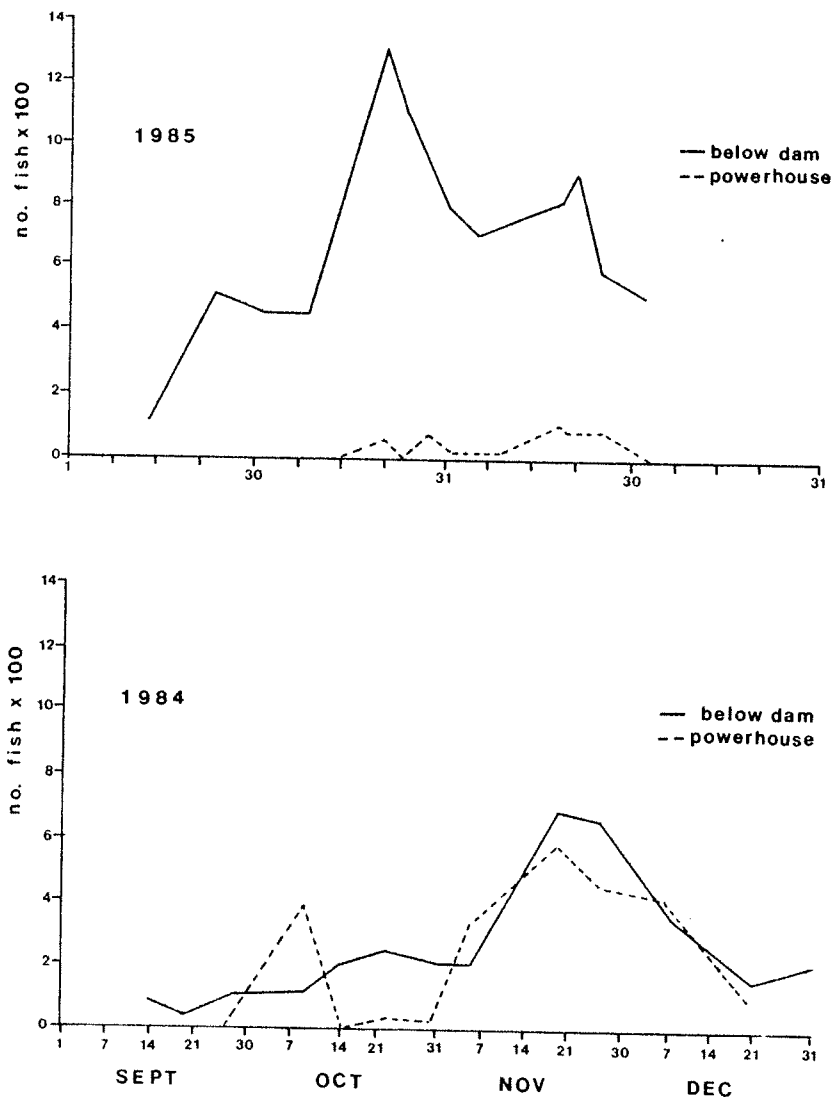 14
12
10
8
6
4
2
0
no. fish x 100
1985
below dam
powerhouse
1 30 31 30 31
14
12
10
8
6
4
2
0
no. fish x 100
1984
below dam
powerhouse
1 7 14 21 30 7 14 21 31 7 14 21 30 7 14 21 31
SEPT OCT NOV DEC